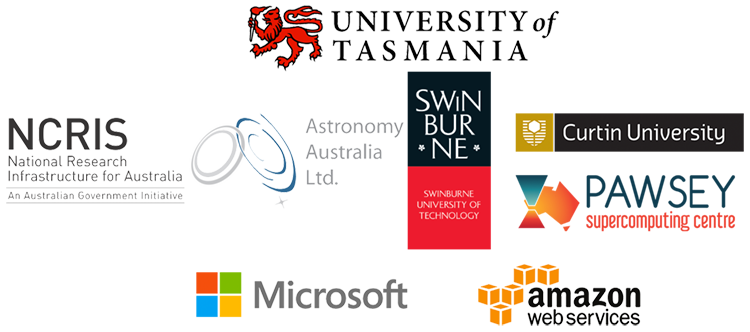 UNIVERSITY of
TASMANIA
NCRIS
National Research
Infrastructure for Australia
An Australian Government Initiative
Astronomy
Australia
Ltd.
SWIN
BUR
NE
SWINBURNE
UNIVERSITY OF
TECHNOLOGY
Curtin University
PAWSEY
supercomputing centre
Microsoft
amazon
web services